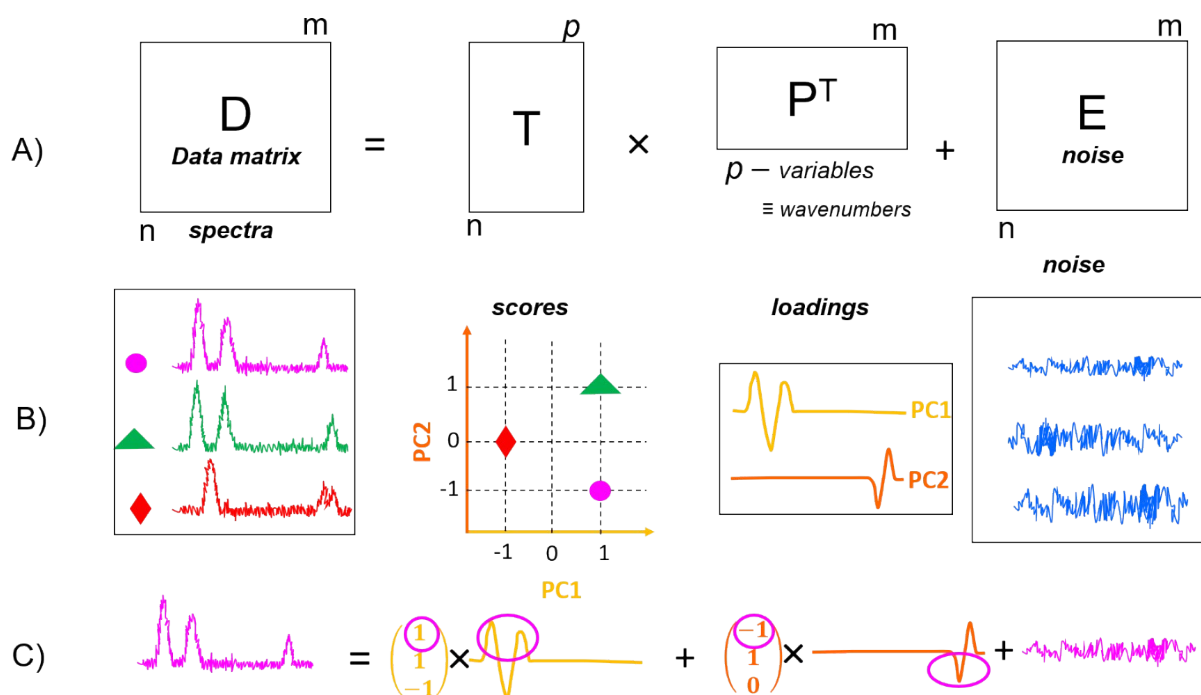 m
p
m
m
A)
D
Data matrix
=
T
×
Pᵀ
+
E
noise
p – variables
≡ wavenumbers
n
spectra
n
n
noise
scores
loadings
B)
PC2
1
0
-1
-1
0
1
PC1
PC1
PC2
C)
=
1
1
−1
×
+
−1
1
0
×
+